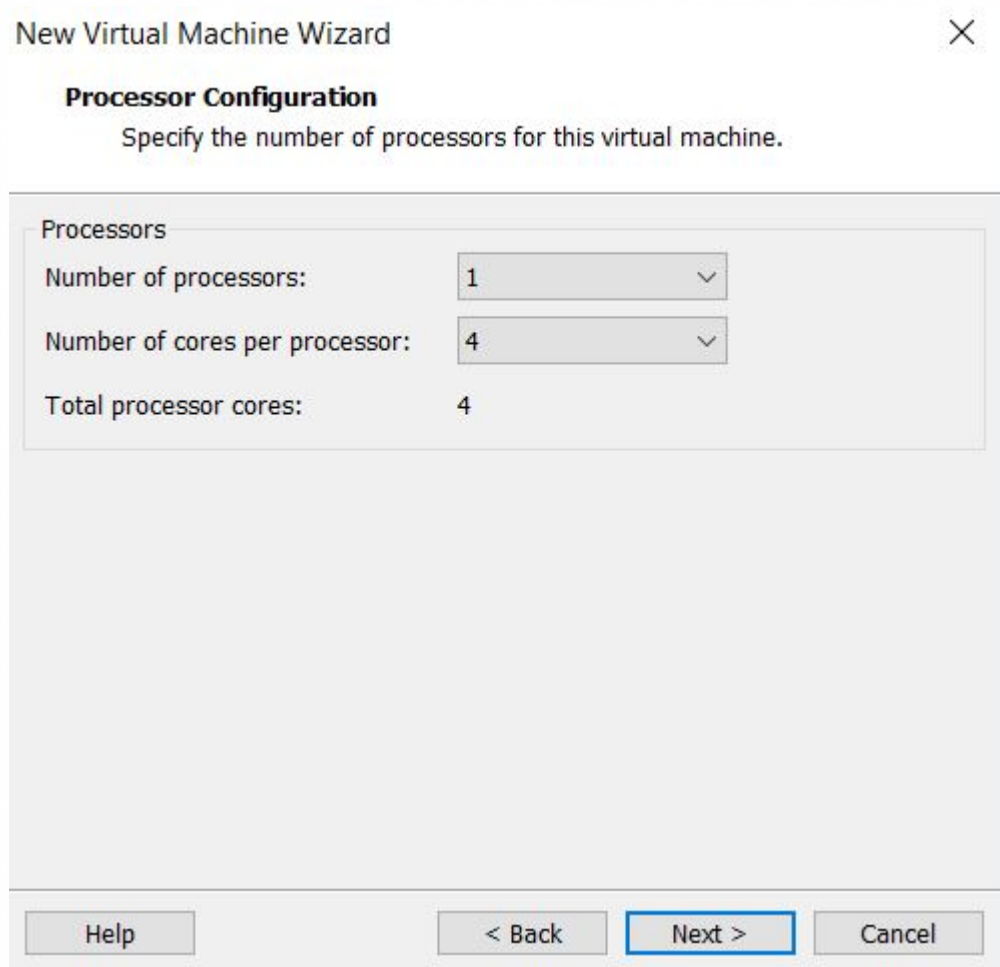 New Virtual Machine Wizard
Processor Configuration
Specify the number of processors for this virtual machine.
Processors
Number of processors: 1
Number of cores per processor: 4
Total processor cores: 4
Help < Back Next > Cancel